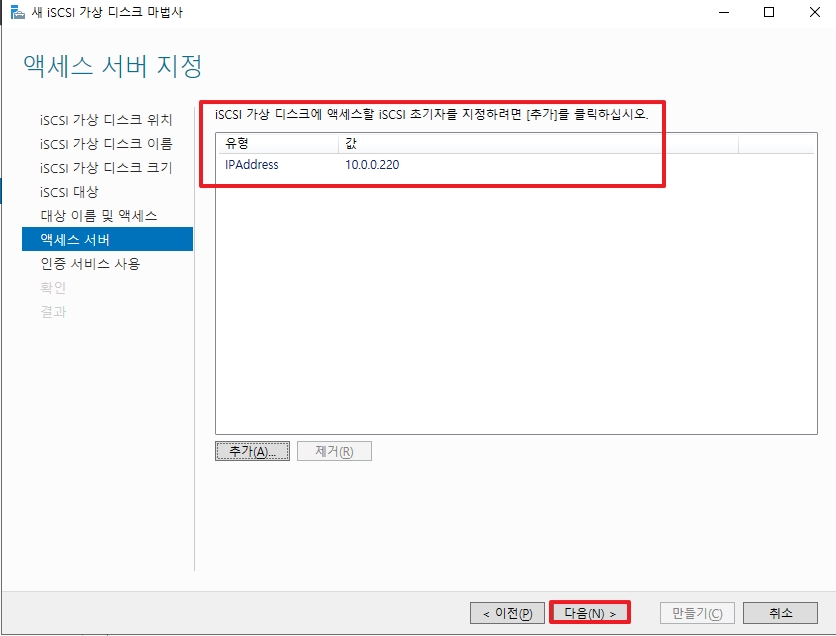 새 iSCSI 가상 디스크 마법사
액세스 서버 지정
iSCSI 가상 디스크 위치
iSCSI 가상 디스크 이름
iSCSI 가상 디스크 크기
iSCSI 대상
대상 이름 및 액세스
액세스 서버
인증 서비스 사용
확인
결과
iSCSI 가상 디스크에 액세스할 iSCSI 초기자를 지정하려면 [추가]를 클릭하십시오.
유형 값
IPAddress 10.0.0.220
추가(A)... 제거(R)
< 이전(P) 다음(N) > 만들기(C) 취소